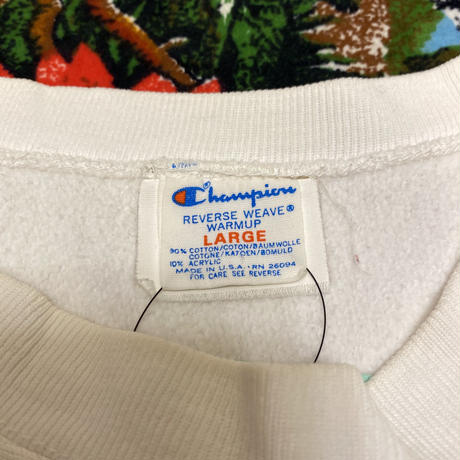 Champion
REVERSE WEAVE®
WARMUP
LARGE
90% COTTON/COTON/BAUMWOLLE
COTONE/KATOEN/BOMULD
10% ACRYLIC
MADE IN U.S.A. · RN 26094
FOR CARE SEE REVERSE